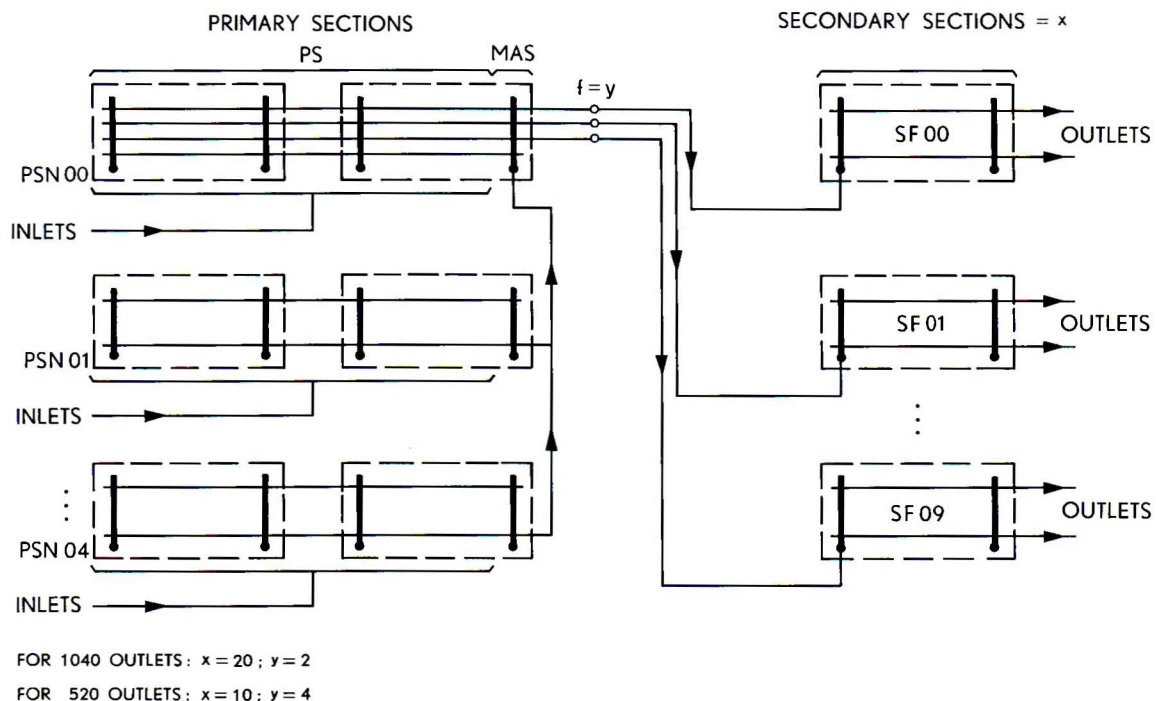 PRIMARY SECTIONS
SECONDARY SECTIONS = x
PS
MAS
f = y
SF 00
OUTLETS
PSN 00
INLETS
SF 01
OUTLETS
PSN 01
INLETS
SF 09
OUTLETS
PSN 04
INLETS
FOR 1040 OUTLETS: x = 20 ; y = 2
FOR 520 OUTLETS: x = 10 ; y = 4